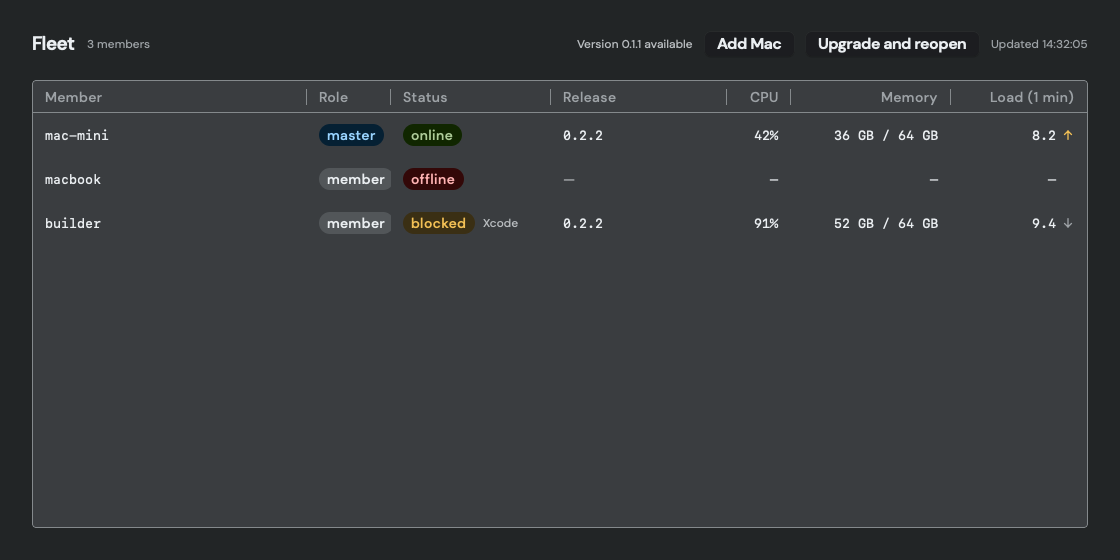 Fleet 3 members Version 0.1.1 available Add Mac Upgrade and reopen Updated 14:32:05
Member Role Status Release CPU Memory Load (1 min)
mac-mini master online 0.2.2 42% 36 GB / 64 GB 8.2 ↑
macbook member offline — — — —
builder member blocked Xcode 0.2.2 91% 52 GB / 64 GB 9.4 ↓